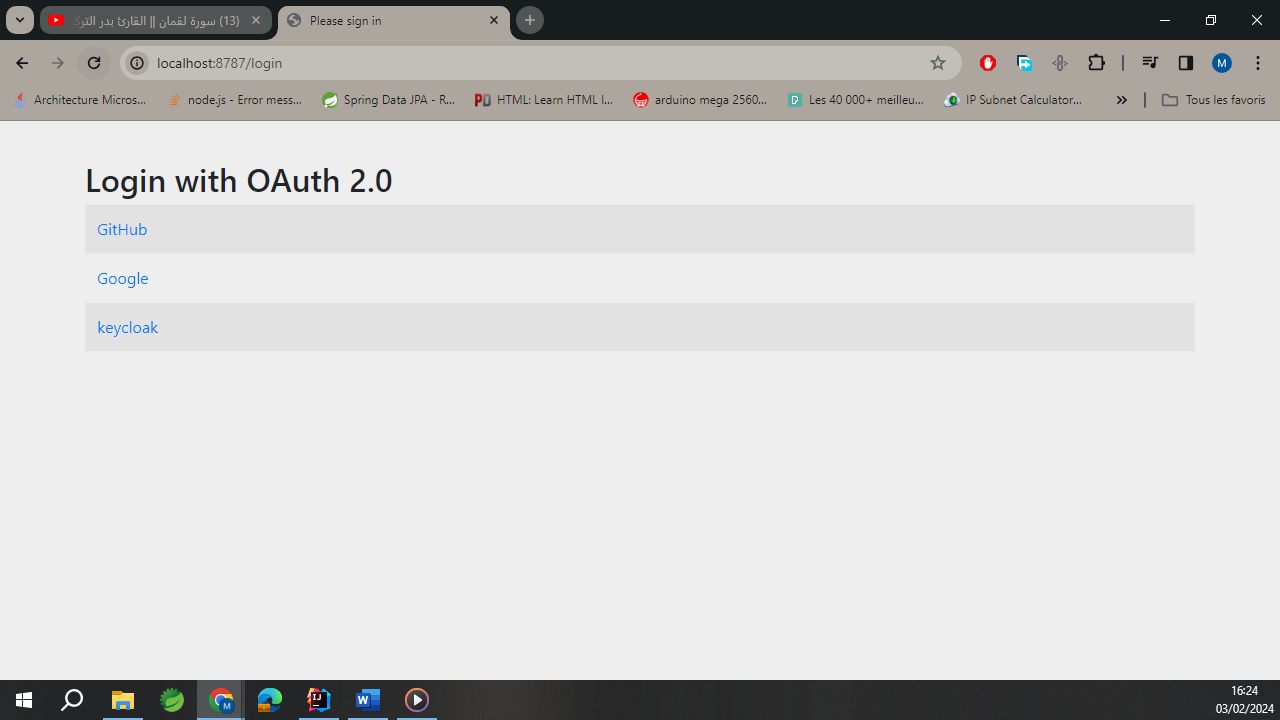 (13) سورة لقمان || القارئ بدر الترك
Please sign in
localhost:8787/login
M
Architecture Micros...
node.js - Error mess...
Spring Data JPA - R...
PD
HTML: Learn HTML I...
arduino mega 2560...
Les 40 000+ meilleu...
IP Subnet Calculator...
Tous les favoris
Login with OAuth 2.0
GitHub
Google
keycloak
16:24
03/02/2024